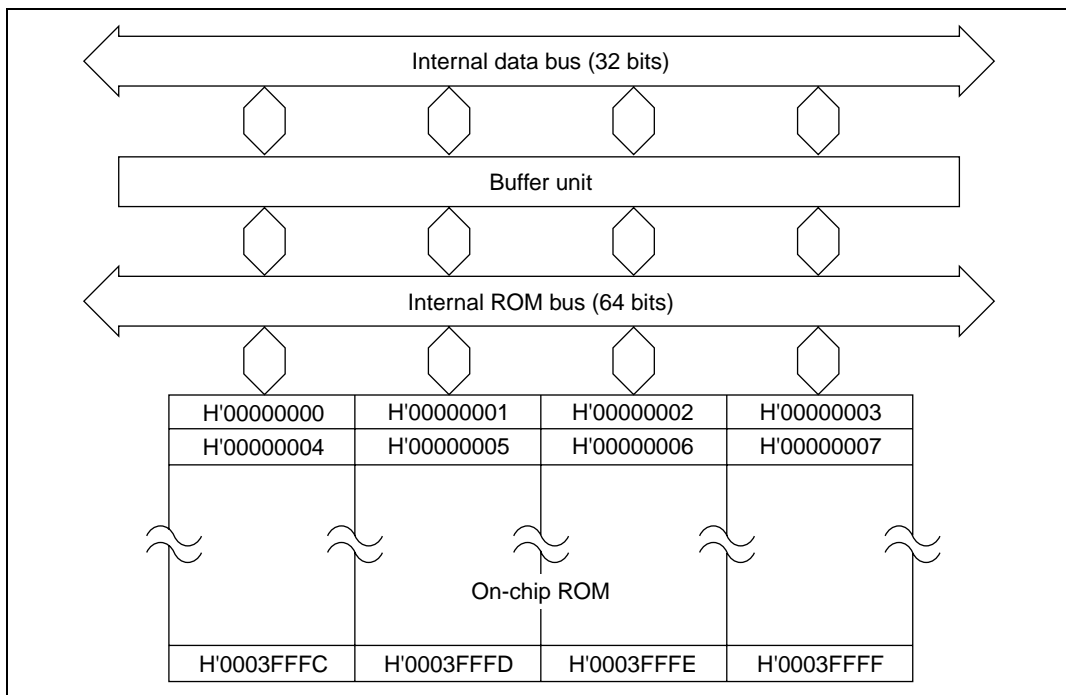 Internal data bus (32 bits)
Buffer unit
Internal ROM bus (64 bits)
H'00000000 H'00000001 H'00000002 H'00000003
H'00000004 H'00000005 H'00000006 H'00000007
On-chip ROM
H'0003FFFC H'0003FFFD H'0003FFFE H'0003FFFF